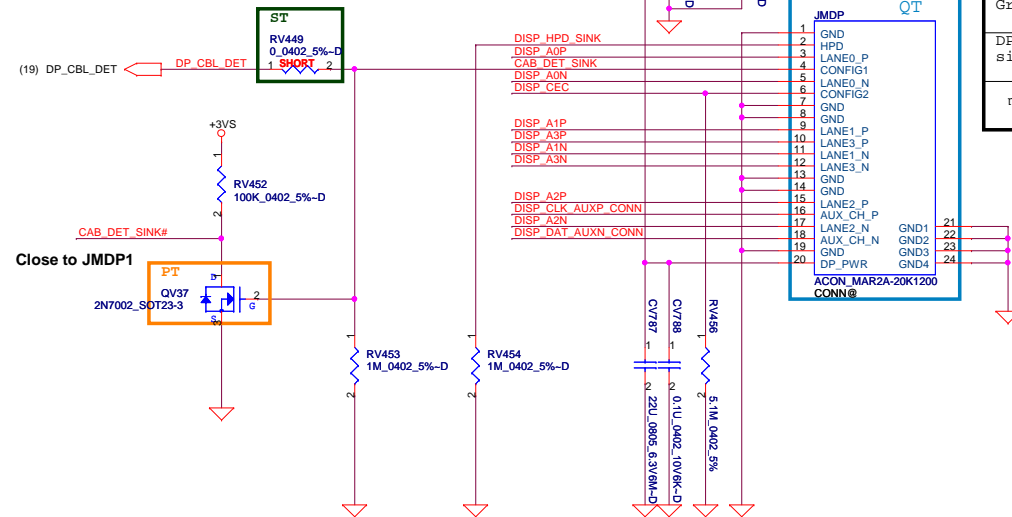 ST
RV449
0_0402_5%~D
(19) DP_CBL_DET
DP_CBL_DET
1 SHORT 2
+3VS
1
RV452
100K_0402_5%~D
2
CAB_DET_SINK#
Close to JMDP1
PT
D
QV37
2N7002_SOT23-3
2
G
S
3
1
RV453
1M_0402_5%~D
2
1
RV454
1M_0402_5%~D
2
D
D
QT
JMDP
DISP_HPD_SINK
DISP_A0P
CAB_DET_SINK
DISP_A0N
DISP_CEC
DISP_A1P
DISP_A3P
DISP_A1N
DISP_A3N
DISP_A2P
DISP_CLK_AUXP_CONN
DISP_A2N
DISP_DAT_AUXN_CONN
1 GND
2 HPD
3 LANE0_P
4 CONFIG1
5 LANE0_N
6 CONFIG2
7 GND
8 GND
9 LANE1_P
10 LANE3_P
11 LANE1_N
12 LANE3_N
13 GND
14 GND
15 LANE2_P
16 AUX_CH_P
17 LANE2_N
18 AUX_CH_N
19 GND
20 DP_PWR
GND1 21
GND2 22
GND3 23
GND4 24
ACON_MAR2A-20K1200
CONN@
CV787
1
2
22U_0805_6.3V6M~D
CV788
1
2
0.1U_0402_10V6K~D
RV456
1
2
5.1M_0402_5%
Gr
DP
si
r